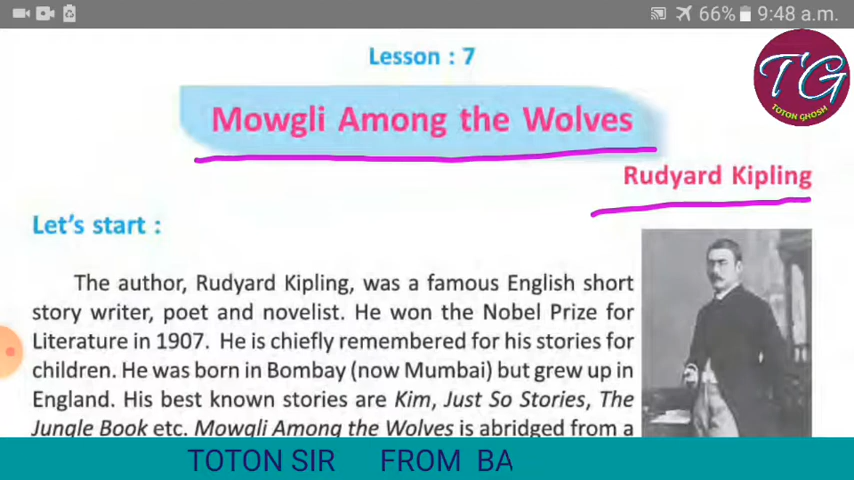 66% 9:48 a.m.
Lesson : 7
TG
TOTON GHOSH
Mowgli Among the Wolves
Rudyard Kipling
Let's start :
The author, Rudyard Kipling, was a famous English short
story writer, poet and novelist. He won the Nobel Prize for
Literature in 1907. He is chiefly remembered for his stories for
children. He was born in Bombay (now Mumbai) but grew up in
England. His best known stories are Kim, Just So Stories, The
Jungle Book etc. Mowgli Among the Wolves is abridged from a
TOTON SIR FROM BA